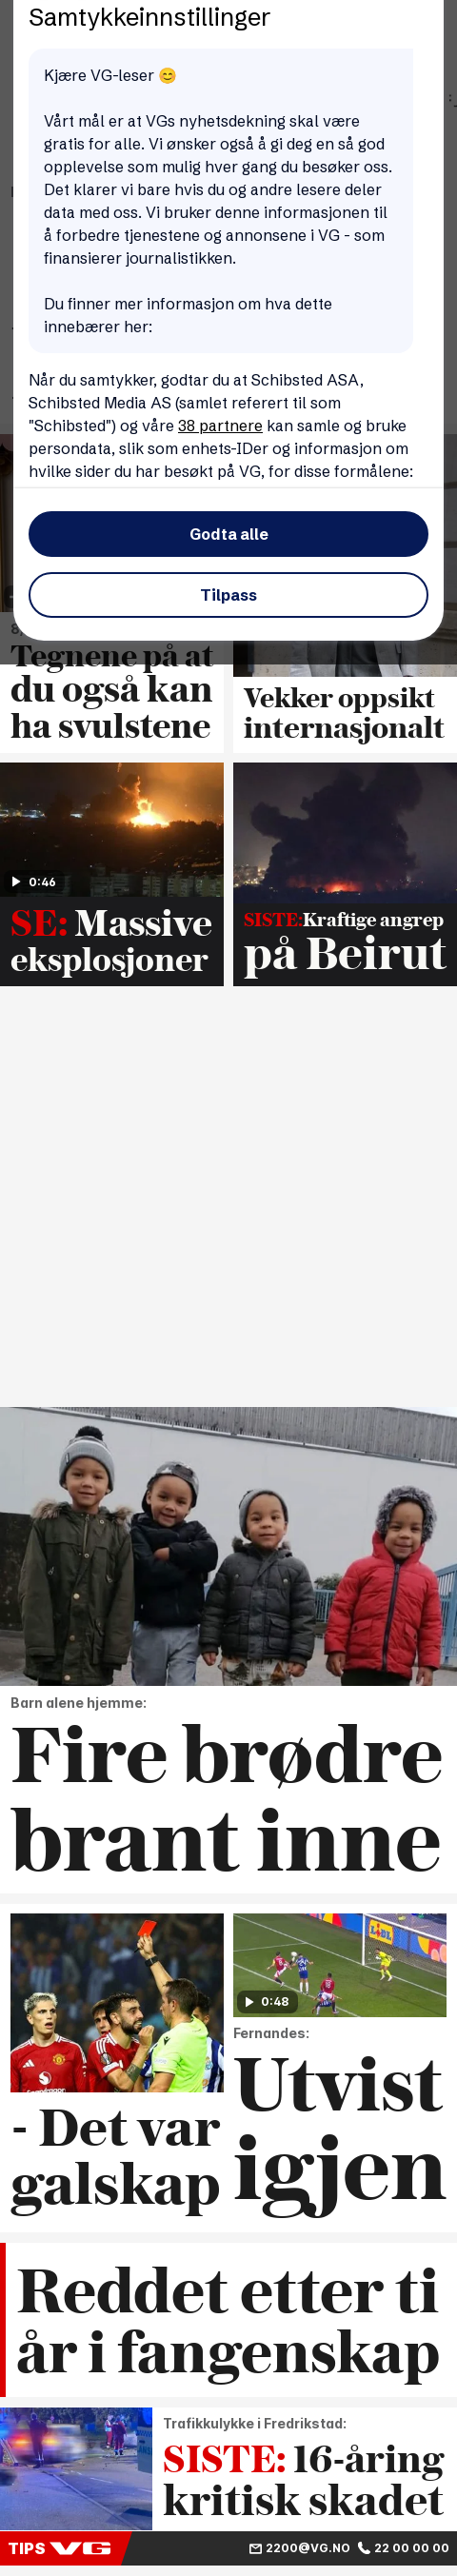 Samtykkeinnstillinger
Kjære VG-leser 😊
Vårt mål er at VGs nyhetsdekning skal være
gratis for alle. Vi ønsker også å gi deg en så god
opplevelse som mulig hver gang du besøker oss.
Det klarer vi bare hvis du og andre lesere deler
data med oss. Vi bruker denne informasjonen til
å forbedre tjenestene og annonsene i VG - som
finansierer journalistikken.
Du finner mer informasjon om hva dette
innebærer her:
Når du samtykker, godtar du at Schibsted ASA,
Schibsted Media AS (samlet referert til som
"Schibsted") og våre 38 partnere kan samle og bruke
persondata, slik som enhets-IDer og informasjon om
hvilke sider du har besøkt på VG, for disse formålene:
Godta alle
Tilpass
Tegnene på at
du også kan
ha svulstene
Vekker oppsikt
internasjonalt
0:46
SE: Massive
eksplosjoner
SISTE:Kraftige angrep
på Beirut
Barn alene hjemme:
Fire brødre
brant inne
- Det var
galskap
LIDL
0:48
Fernandes:
Utvist
igjen
Reddet etter ti
år i fangenskap
Trafikkulykke i Fredrikstad:
SISTE: 16-åring
kritisk skadet
TIPS VG 2200@VG.NO 22 00 00 00